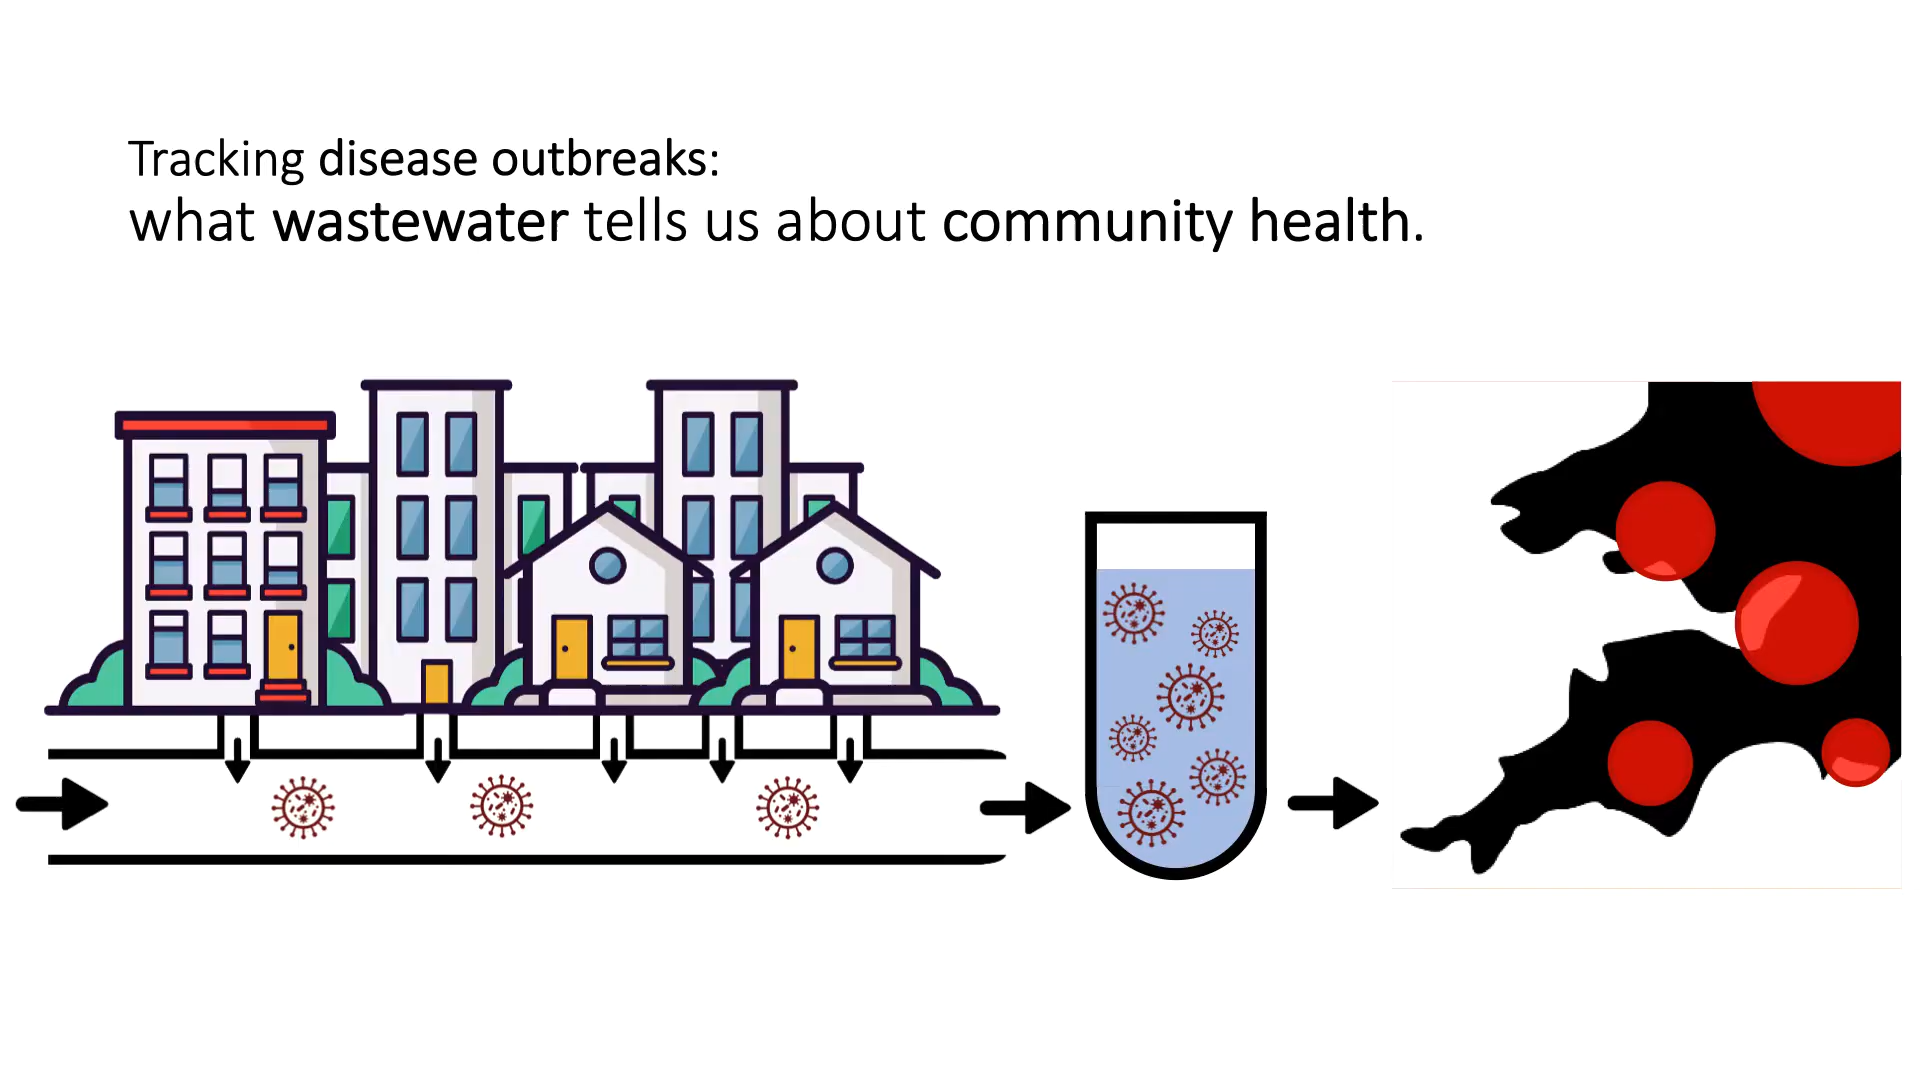 Tracking disease outbreaks:
what wastewater tells us about community health.